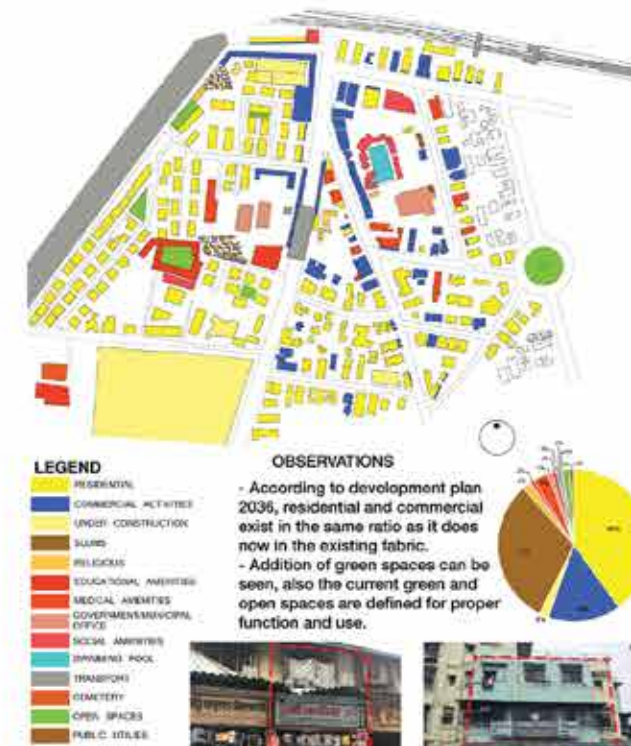 LEGEND
RESIDENTIAL
COMMERCIAL ACTIVITIES
UNDER CONSTRUCTION
SLUMS
RELIGIOUS
EDUCATIONAL AMENITIES
MEDICAL AMENITIES
GOVERNMENT/MUNICIPAL
OFFICE
SOCIAL AMENITIES
SWIMMING POOL
TRANSPORT
CEMETERY
OPEN SPACES
PUBLIC UTILITIES
OBSERVATIONS
- According to development plan
2036, residential and commercial
exist in the same ratio as it does
now in the existing fabric.
- Addition of green spaces can be
seen, also the current green and
open spaces are defined for proper
function and use.